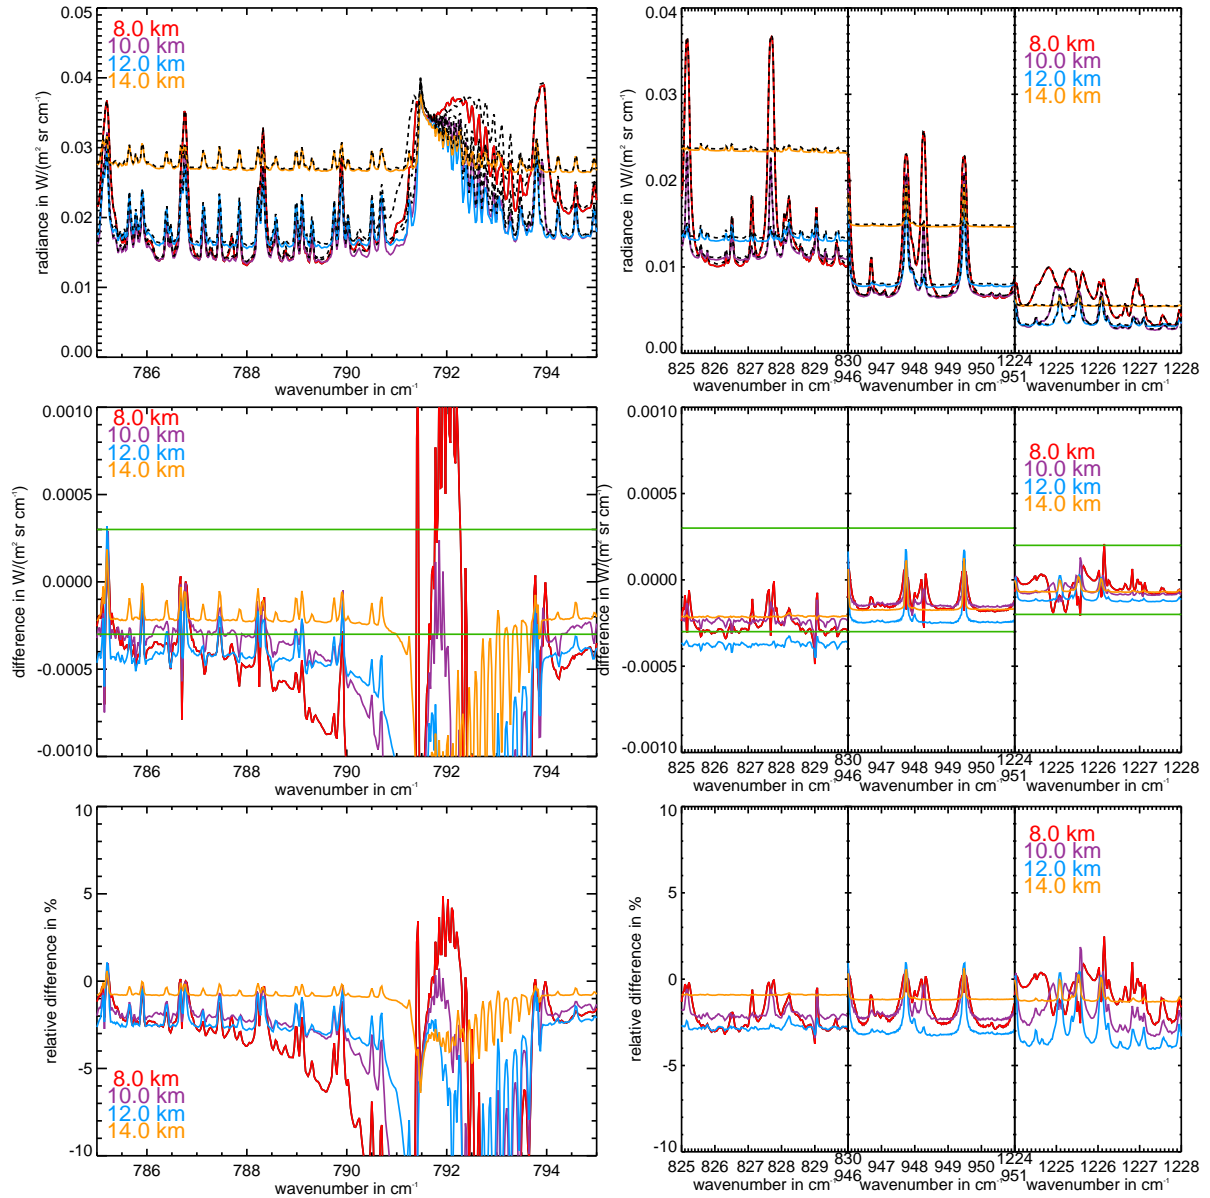 0.05
0.04
0.03
0.02
0.01
0.00
radiance in W/(m² sr cm⁻¹)
8.0 km
10.0 km
12.0 km
14.0 km
786 788 790 792 794
wavenumber in cm⁻¹
0.04
0.03
0.02
0.01
0.00
radiance in W/(m² sr cm⁻¹)
8.0 km
10.0 km
12.0 km
14.0 km
825 826 827 828 829 830
946 947 948 949 950 951
1224 1225 1226 1227 1228
wavenumber in cm⁻¹ wavenumber in cm⁻¹ wavenumber in cm⁻¹
0.0010
0.0005
0.0000
-0.0005
-0.0010
difference in W/(m² sr cm⁻¹)
8.0 km
10.0 km
12.0 km
14.0 km
786 788 790 792 794
wavenumber in cm⁻¹
0.0010
0.0005
0.0000
-0.0005
-0.0010
difference in W/(m² sr cm⁻¹)
8.0 km
10.0 km
12.0 km
14.0 km
825 826 827 828 829 830
946 947 948 949 950 951
1224 1225 1226 1227 1228
wavenumber in cm⁻¹ wavenumber in cm⁻¹ wavenumber in cm⁻¹
10
5
0
-5
-10
relative difference in %
8.0 km
10.0 km
12.0 km
14.0 km
786 788 790 792 794
wavenumber in cm⁻¹
10
5
0
-5
-10
relative difference in %
8.0 km
10.0 km
12.0 km
14.0 km
825 826 827 828 829 830
946 947 948 949 950 951
1224 1225 1226 1227 1228
wavenumber in cm⁻¹ wavenumber in cm⁻¹ wavenumber in cm⁻¹